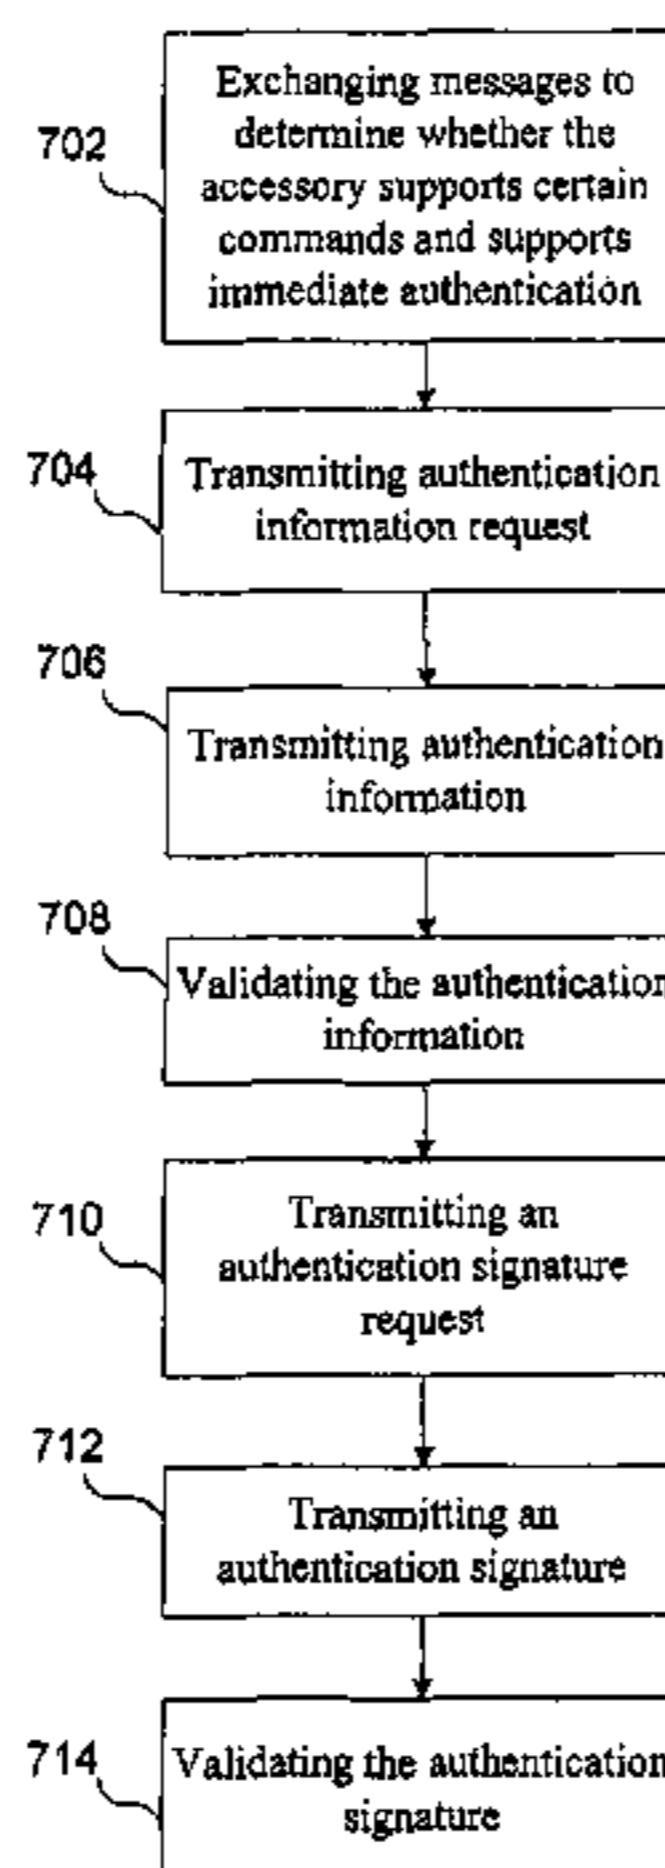 702
Exchanging messages to
determine whether the
accessory supports certain
commands and supports
immediate authentication
704
Transmitting authentication
information request
706
Transmitting authentication
information
708
Validating the authentication
information
710
Transmitting an
authentication signature
request
712
Transmitting an
authentication signature
714
Validating the authentication
signature